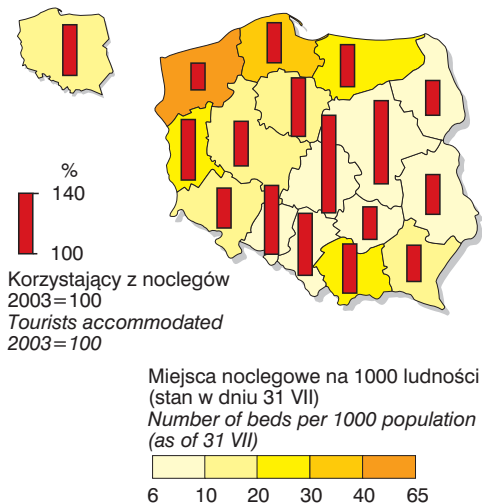 %
140
100
Korzystający z noclegów
2003=100
Tourists accommodated
2003=100
Miejsca noclegowe na 1000 ludności
(stan w dniu 31 VII)
Number of beds per 1000 population
(as of 31 VII)
6 10 20 30 40 65